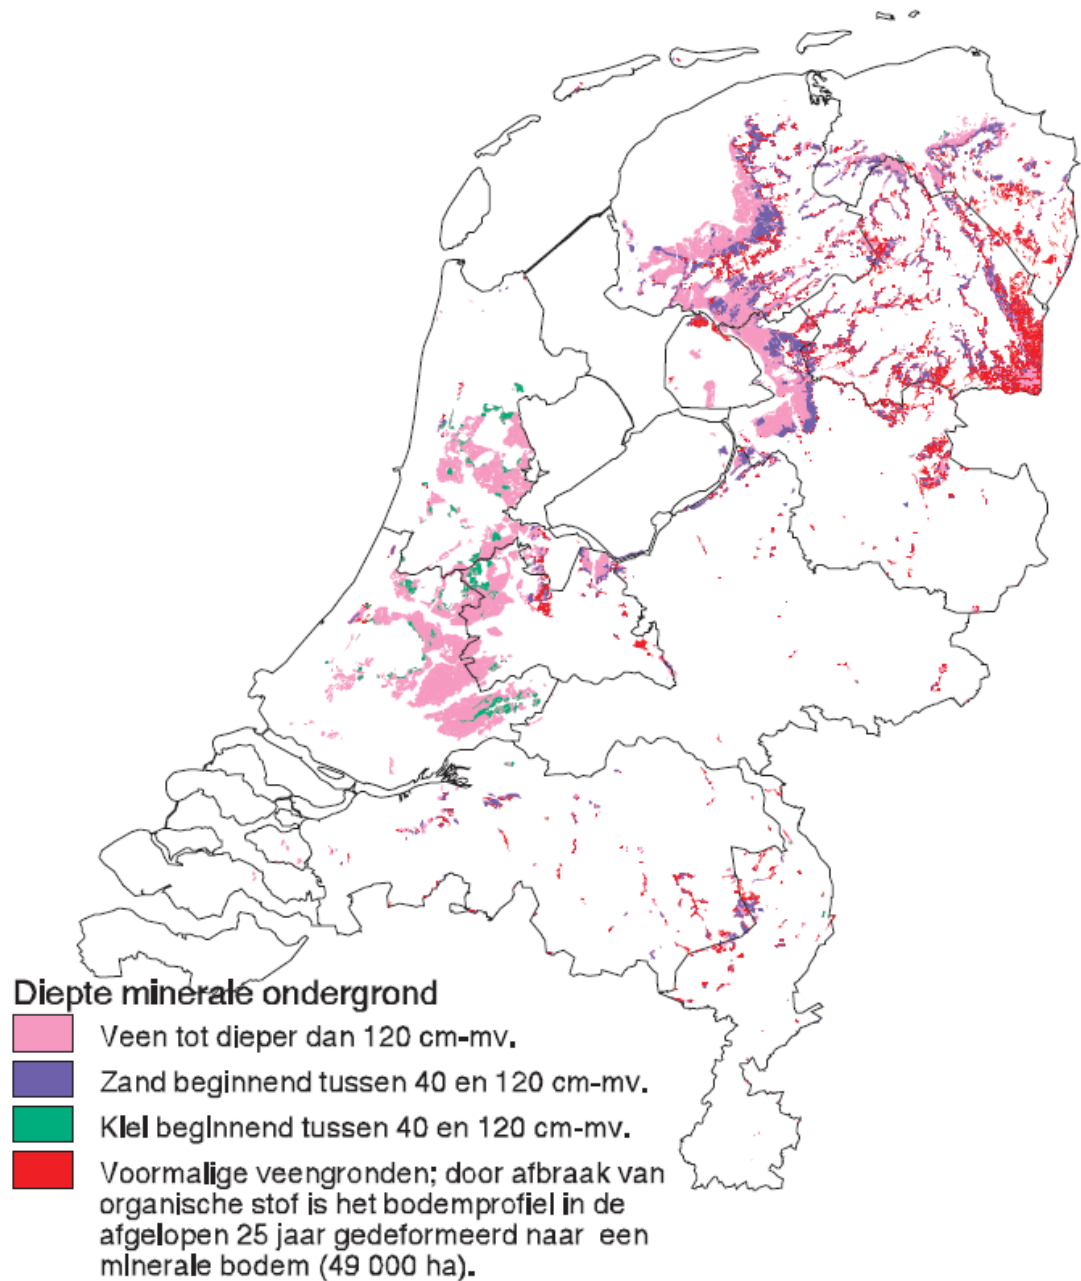 Diepte minerale ondergrond
Veen tot dieper dan 120 cm-mv.
Zand beginnend tussen 40 en 120 cm-mv.
Klei beginnend tussen 40 en 120 cm-mv.
Voormalige veengronden; door afbraak van
organische stof is het bodemprofiel in de
afgelopen 25 jaar gedeformeerd naar een
minerale bodem (49 000 ha).